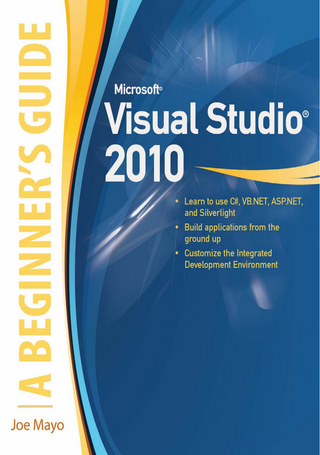 A BEGINNER'S GUIDE
Microsoft®
Visual Studio®
2010
• Learn to use C#, VB.NET, ASP.NET,
and Silverlight
• Build applications from the
ground up
• Customize the Integrated
Development Environment
Joe Mayo